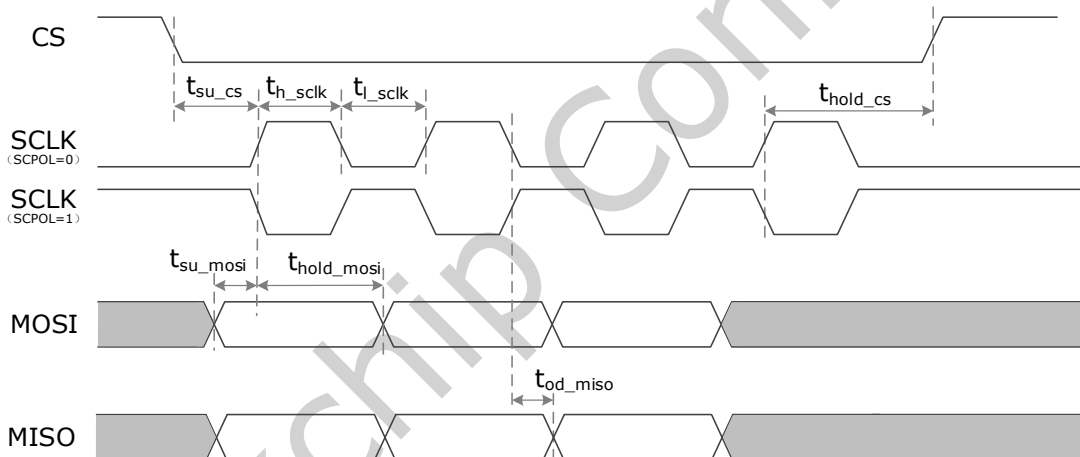 CS
tsu_cs th_sclk tl_sclk thold_cs
SCLK
（SCPOL=0）
SCLK
（SCPOL=1）
tsu_mosi thold_mosi
MOSI
tod_miso
MISO